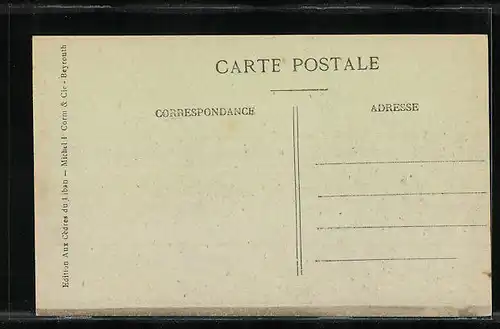 CARTE POSTALE
CORRESPONDANCE
ADRESSE
Edition Aux Cèdres du Liban — Michel I Corm & Cie - Beyrouth